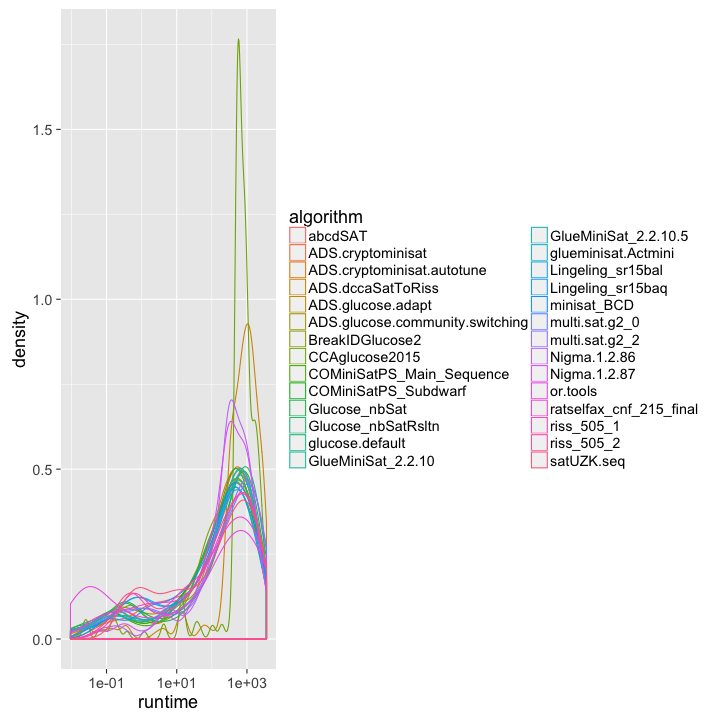 1.5
1.0
0.5
0.0
density
1e-01 1e+01 1e+03
runtime
algorithm
abcdSAT
ADS.cryptominisat
ADS.cryptominisat.autotune
ADS.dccaSatToRiss
ADS.glucose.adapt
ADS.glucose.community.switching
BreakIDGlucose2
CCAglucose2015
COMiniSatPS_Main_Sequence
COMiniSatPS_Subdwarf
Glucose_nbSat
Glucose_nbSatRsltn
glucose.default
GlueMiniSat_2.2.10
GlueMiniSat_2.2.10.5
glueminisat.Actmini
Lingeling_sr15bal
Lingeling_sr15baq
minisat_BCD
multi.sat.g2_0
multi.sat.g2_2
Nigma.1.2.86
Nigma.1.2.87
or.tools
ratselfax_cnf_215_final
riss_505_1
riss_505_2
satUZK.seq